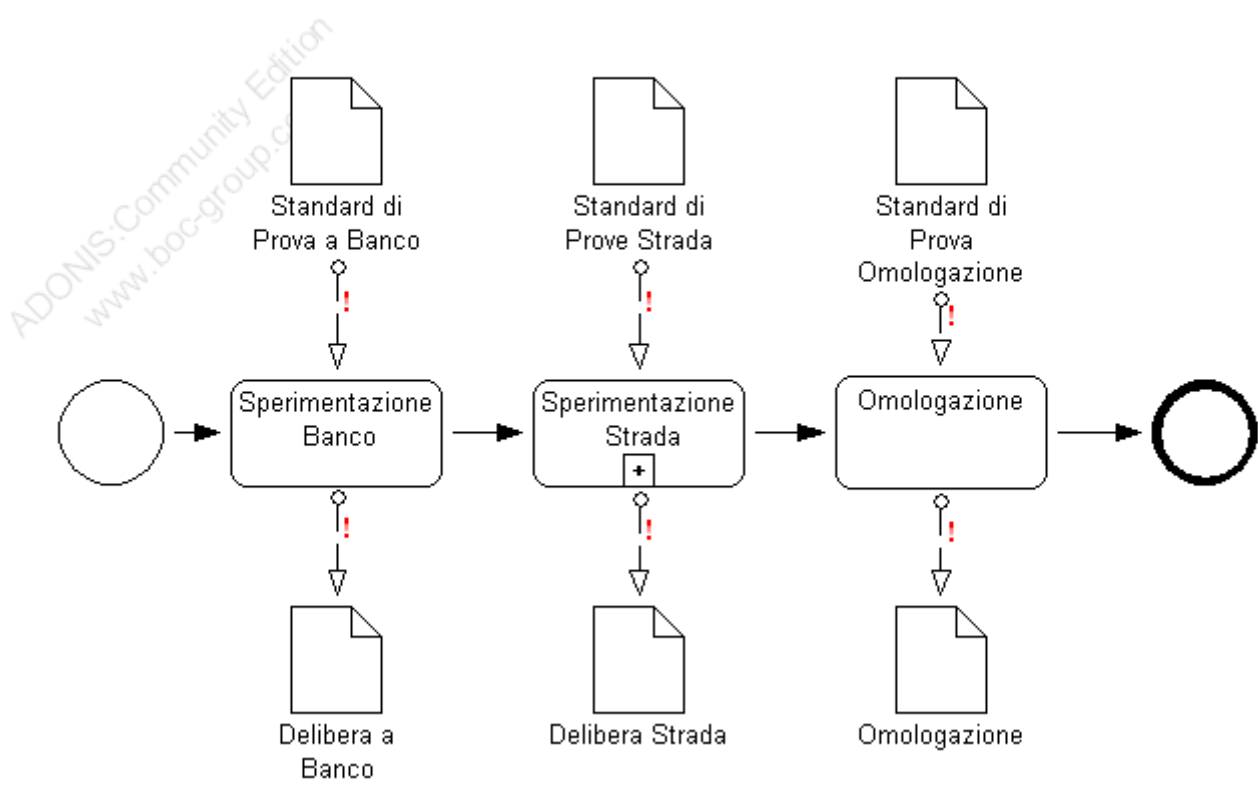 ADONIS:Community Edition
www.boc-group.co
Standard di
Prova a Banco
Standard di
Prove Strada
Standard di
Prova
Omologazione
!
!
!
Sperimentazione
Banco
Sperimentazione
Strada
+
Omologazione
!
!
!
Delibera a
Banco
Delibera Strada
Omologazione